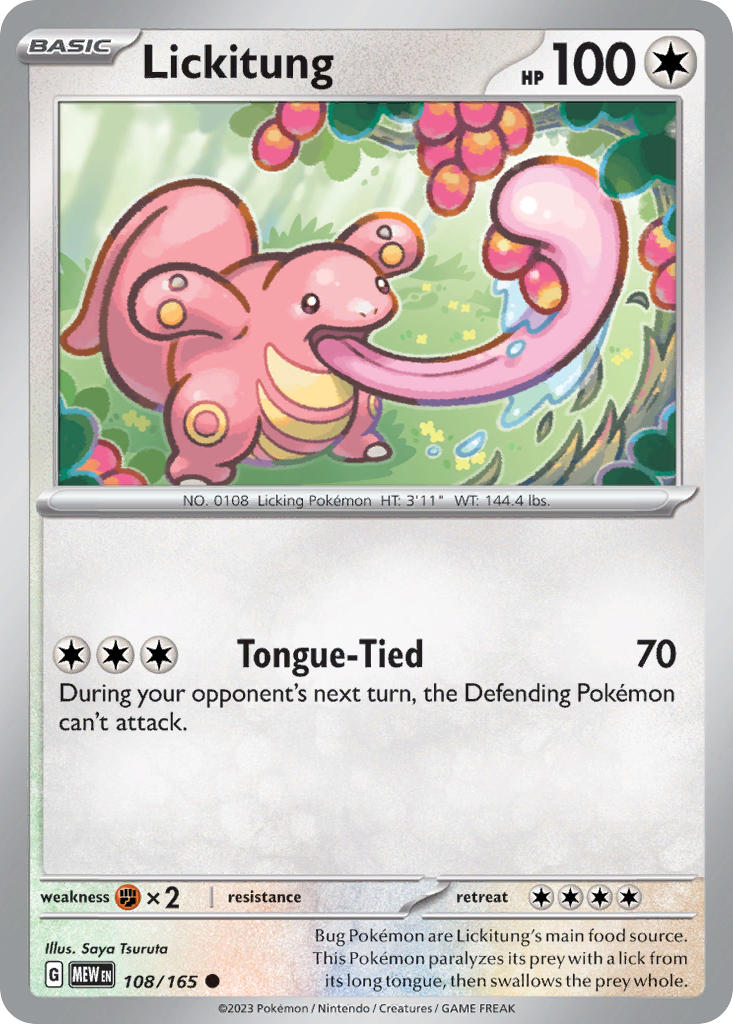 BASIC
Lickitung
HP 100
NO. 0108 Licking Pokémon HT: 3'11" WT: 144.4 lbs.
Tongue-Tied 70
During your opponent's next turn, the Defending Pokémon
can't attack.
weakness ×2 resistance retreat
Illus. Saya Tsuruta
G MEW EN 108/165
Bug Pokémon are Lickitung's main food source.
This Pokémon paralyzes its prey with a lick from
its long tongue, then swallows the prey whole.
©2023 Pokémon / Nintendo / Creatures / GAME FREAK